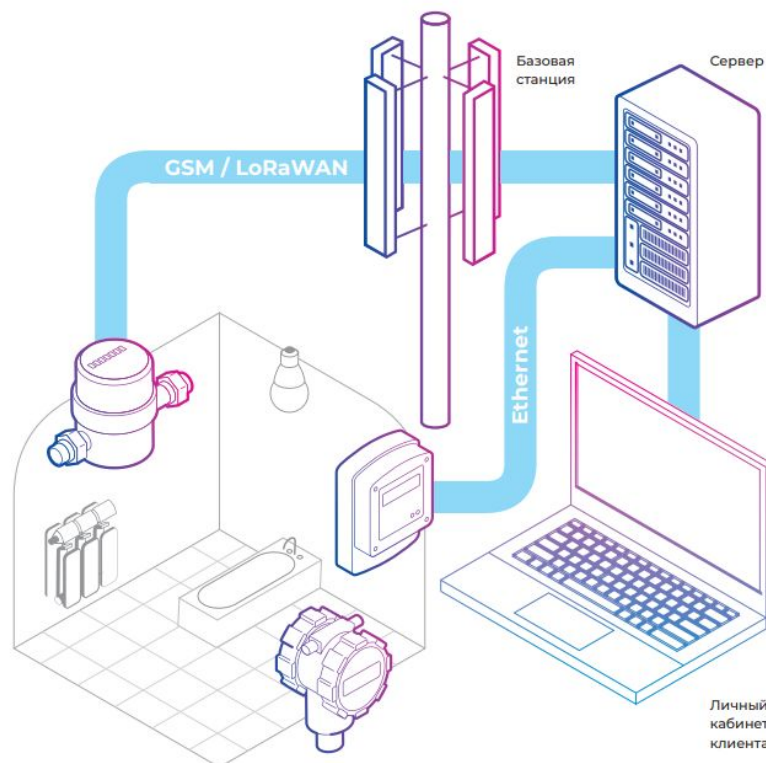 Базовая
станция
Сервер
GSM / LoRaWAN
Ethernet
Личный
кабинет
клиента